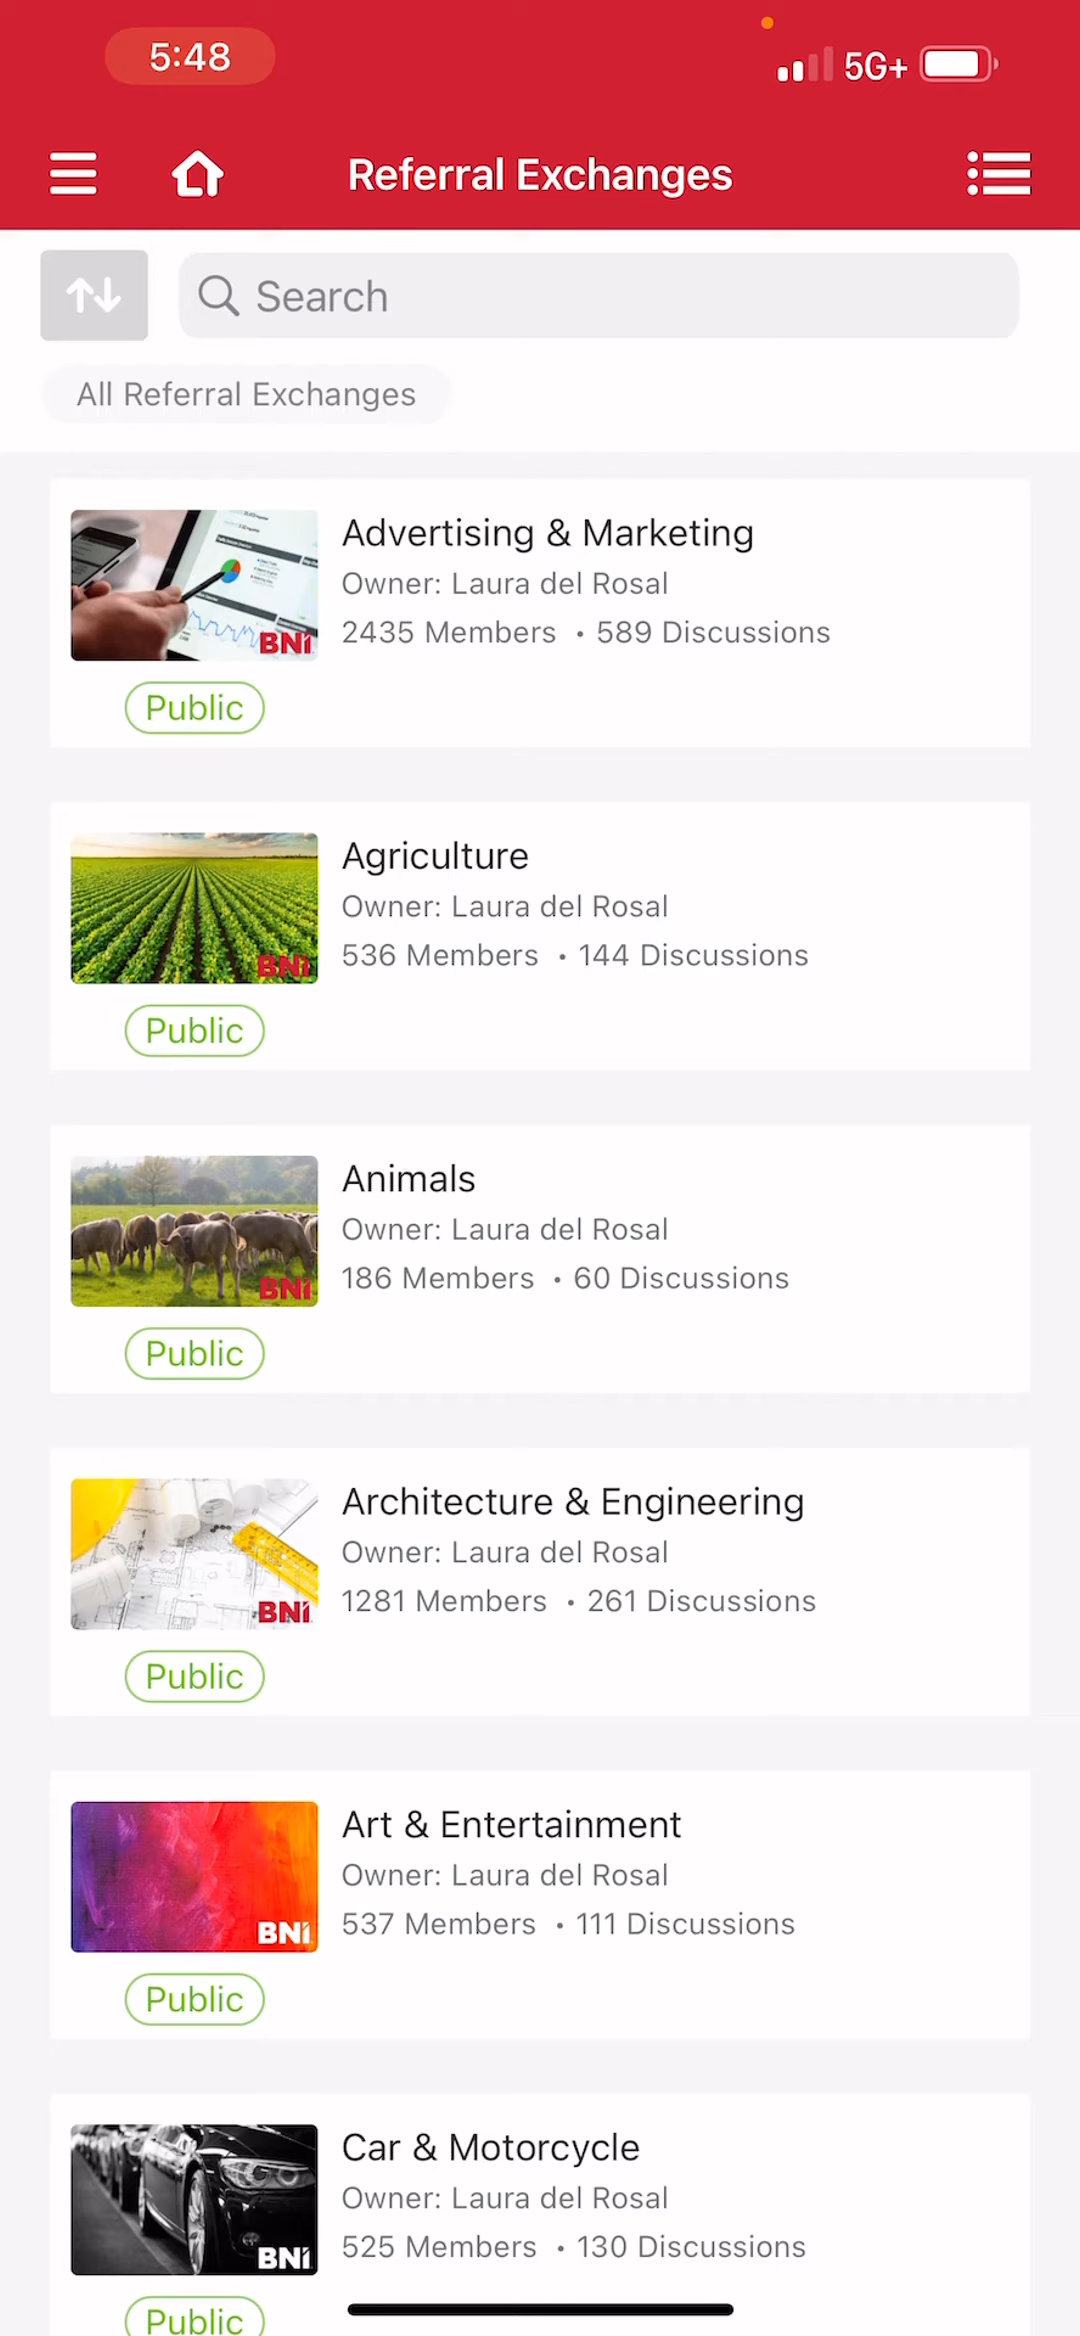 5:48
5G+
Referral Exchanges
Search
All Referral Exchanges
Advertising & Marketing
Owner: Laura del Rosal
2435 Members • 589 Discussions
BNI
Public
Agriculture
Owner: Laura del Rosal
536 Members • 144 Discussions
BNI
Public
Animals
Owner: Laura del Rosal
186 Members • 60 Discussions
BNI
Public
Architecture & Engineering
Owner: Laura del Rosal
1281 Members • 261 Discussions
BNI
Public
Art & Entertainment
Owner: Laura del Rosal
537 Members • 111 Discussions
BNI
Public
Car & Motorcycle
Owner: Laura del Rosal
525 Members • 130 Discussions
BNI
Public